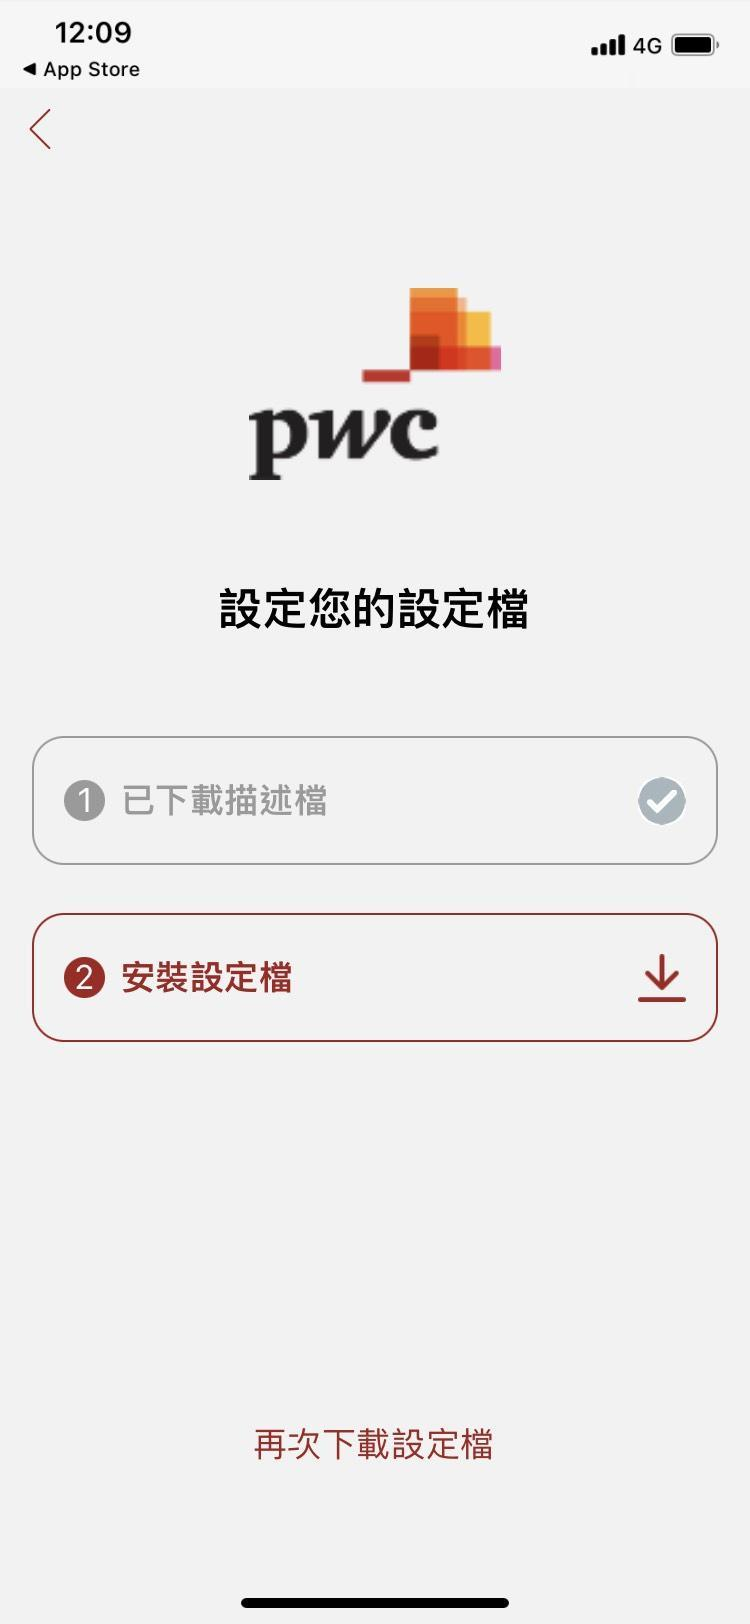 12:09
4G
◀ App Store
pwc
設定您的設定檔
1 已下載描述檔
2 安裝設定檔
再次下載設定檔